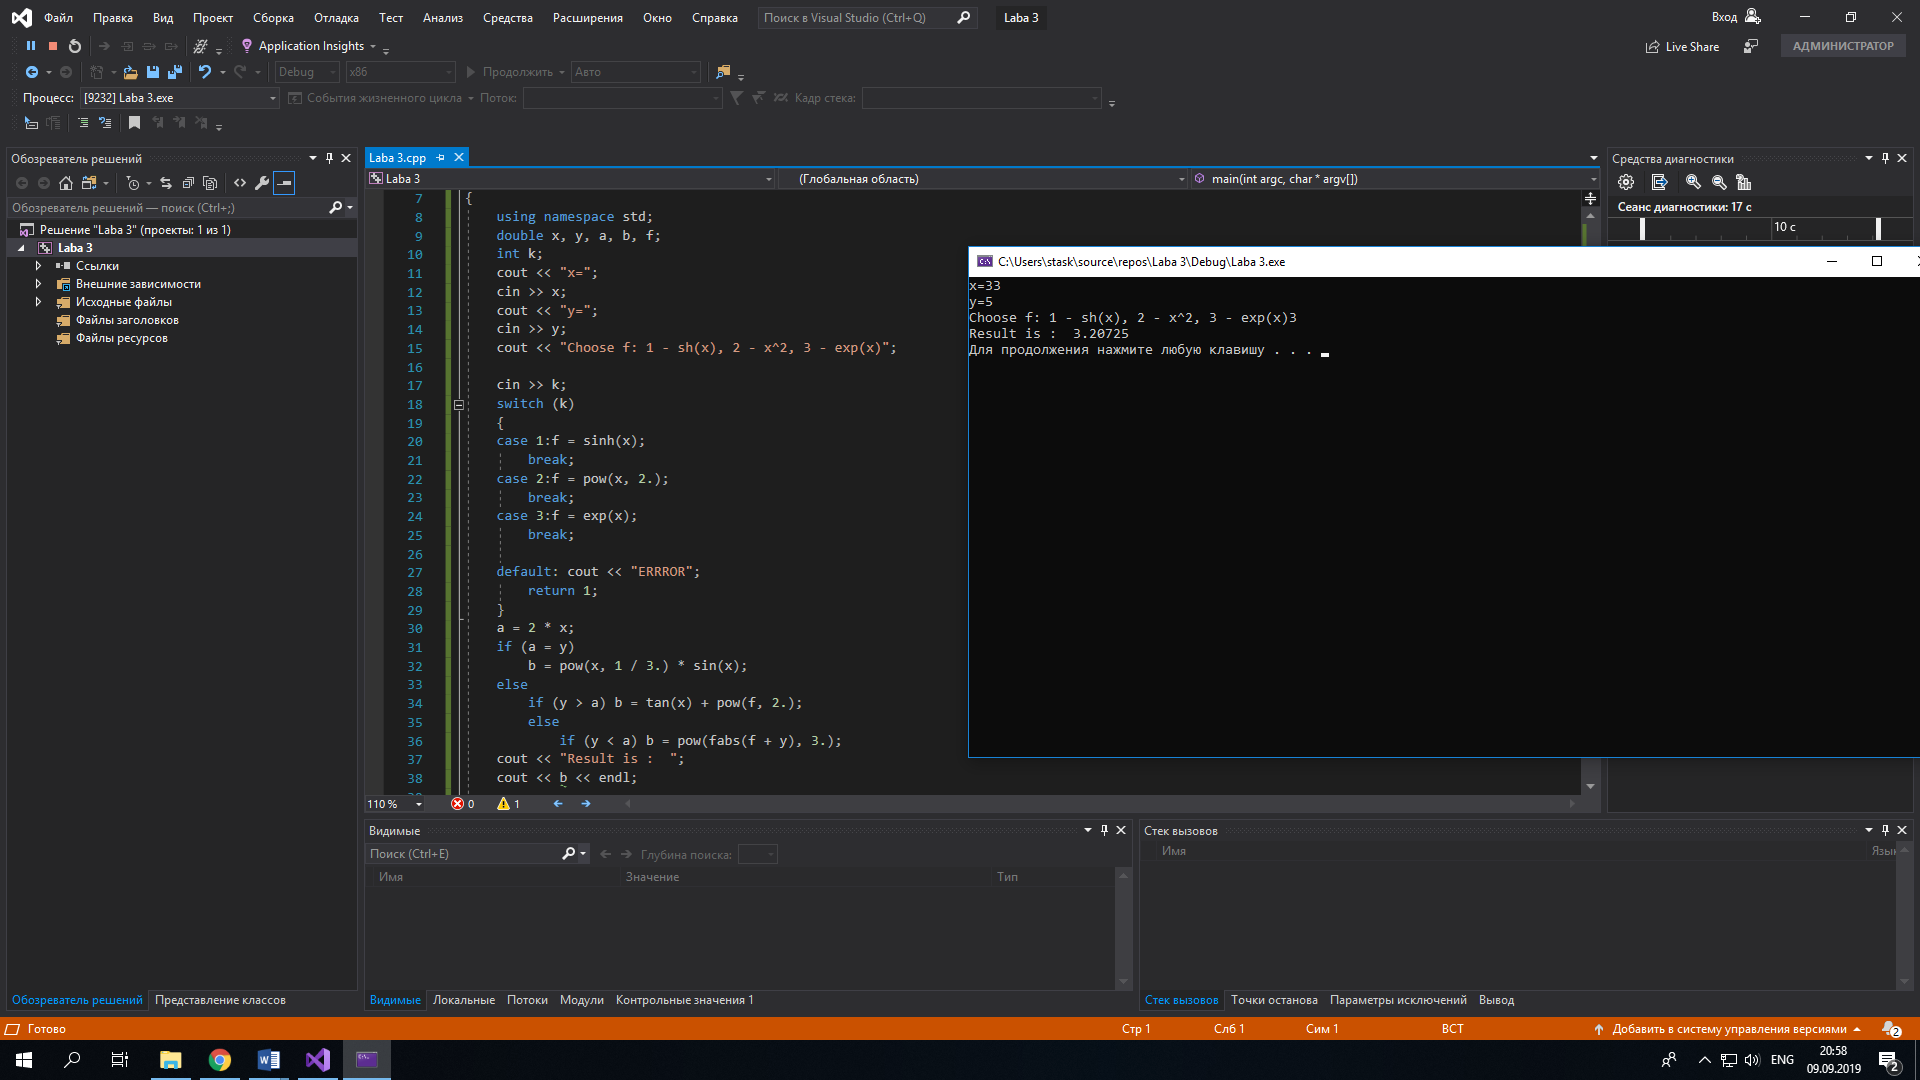 Файл Правка Вид Проект Сборка Отладка Тест Анализ Средства Расширения Окно Справка Поиск в Visual Studio (Ctrl+Q) Laba 3 Вход
Application Insights Live Share АДМИНИСТРАТОР
Debug x86 Продолжить Авто
Процесс: [9232] Laba 3.exe События жизненного цикла Поток: Кадр стека:
Обозреватель решений
Обозреватель решений — поиск (Ctrl+;)
Решение "Laba 3" (проекты: 1 из 1)
Laba 3
Ссылки
Внешние зависимости
Исходные файлы
Файлы заголовков
Файлы ресурсов
Обозреватель решений Представление классов
Laba 3.cpp
Laba 3 (Глобальная область) main(int argc, char * argv[])
7 {
8 using namespace std;
9 double x, y, a, b, f;
10 int k;
11 cout << "x=";
12 cin >> x;
13 cout << "y=";
14 cin >> y;
15 cout << "Choose f: 1 - sh(x), 2 - x^2, 3 - exp(x)";
16
17 cin >> k;
18 switch (k)
19 {
20 case 1:f = sinh(x);
21 break;
22 case 2:f = pow(x, 2.);
23 break;
24 case 3:f = exp(x);
25 break;
26
27 default: cout << "ERRROR";
28 return 1;
29 }
30 a = 2 * x;
31 if (a = y)
32 b = pow(x, 1 / 3.) * sin(x);
33 else
34 if (y > a) b = tan(x) + pow(f, 2.);
35 else
36 if (y < a) b = pow(fabs(f + y), 3.);
37 cout << "Result is :  ";
38 cout << b << endl;
110 % 0 1
Средства диагностики
Сеанс диагностики: 17 с
10 с
C:\Users\stask\source\repos\Laba 3\Debug\Laba 3.exe
x=33
y=5
Choose f: 1 - sh(x), 2 - x^2, 3 - exp(x)3
Result is :  3.20725
Для продолжения нажмите любую клавишу . . .
Видимые
Поиск (Ctrl+E) Глубина поиска:
Имя Значение Тип
Видимые Локальные Потоки Модули Контрольные значения 1
Стек вызовов
Имя Язык
Стек вызовов Точки останова Параметры исключений Вывод
Готово Стр 1 Слб 1 Сим 1 ВСТ Добавить в систему управления версиями 2
ENG 20:58
09.09.2019 2